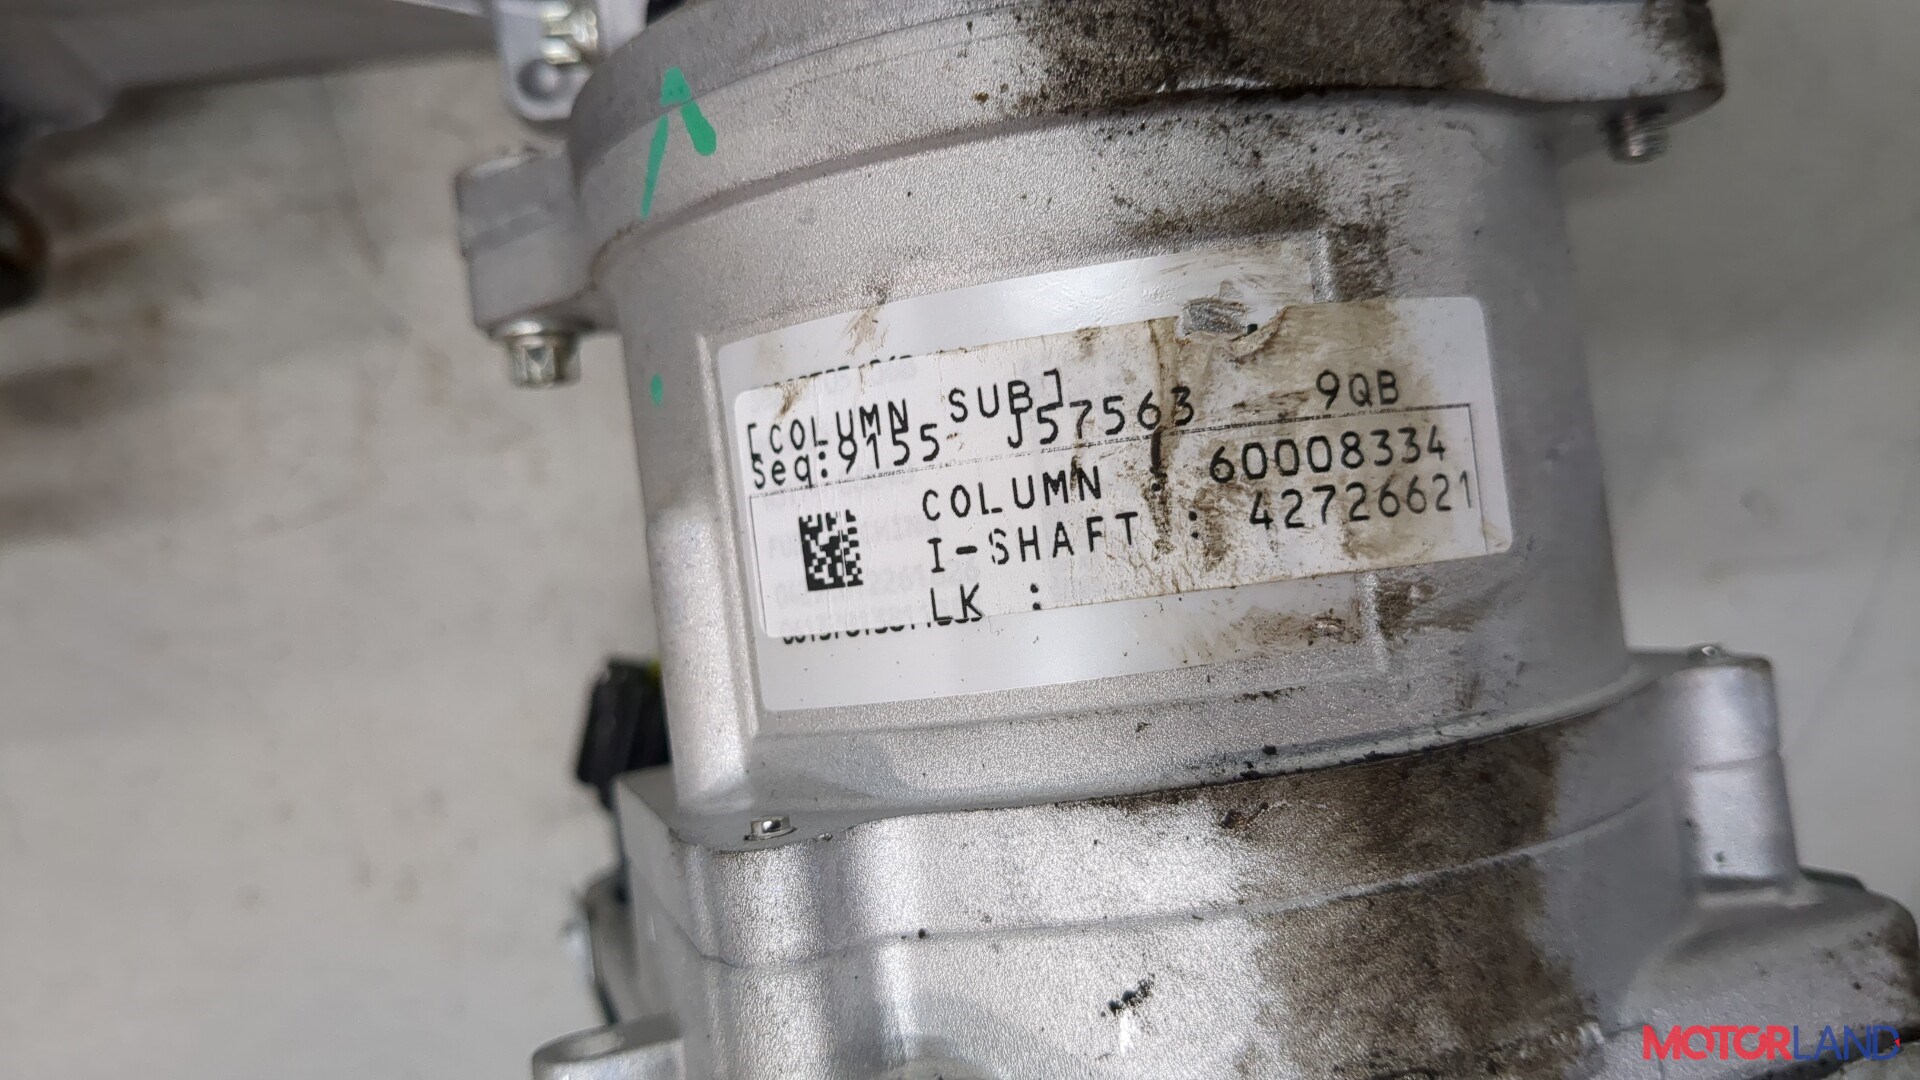 [COLUMN SUB]
Seq:9155 J57563 9QB
COLUMN : 60008334
I-SHAFT : 42726621
LK :
MOTORLAND